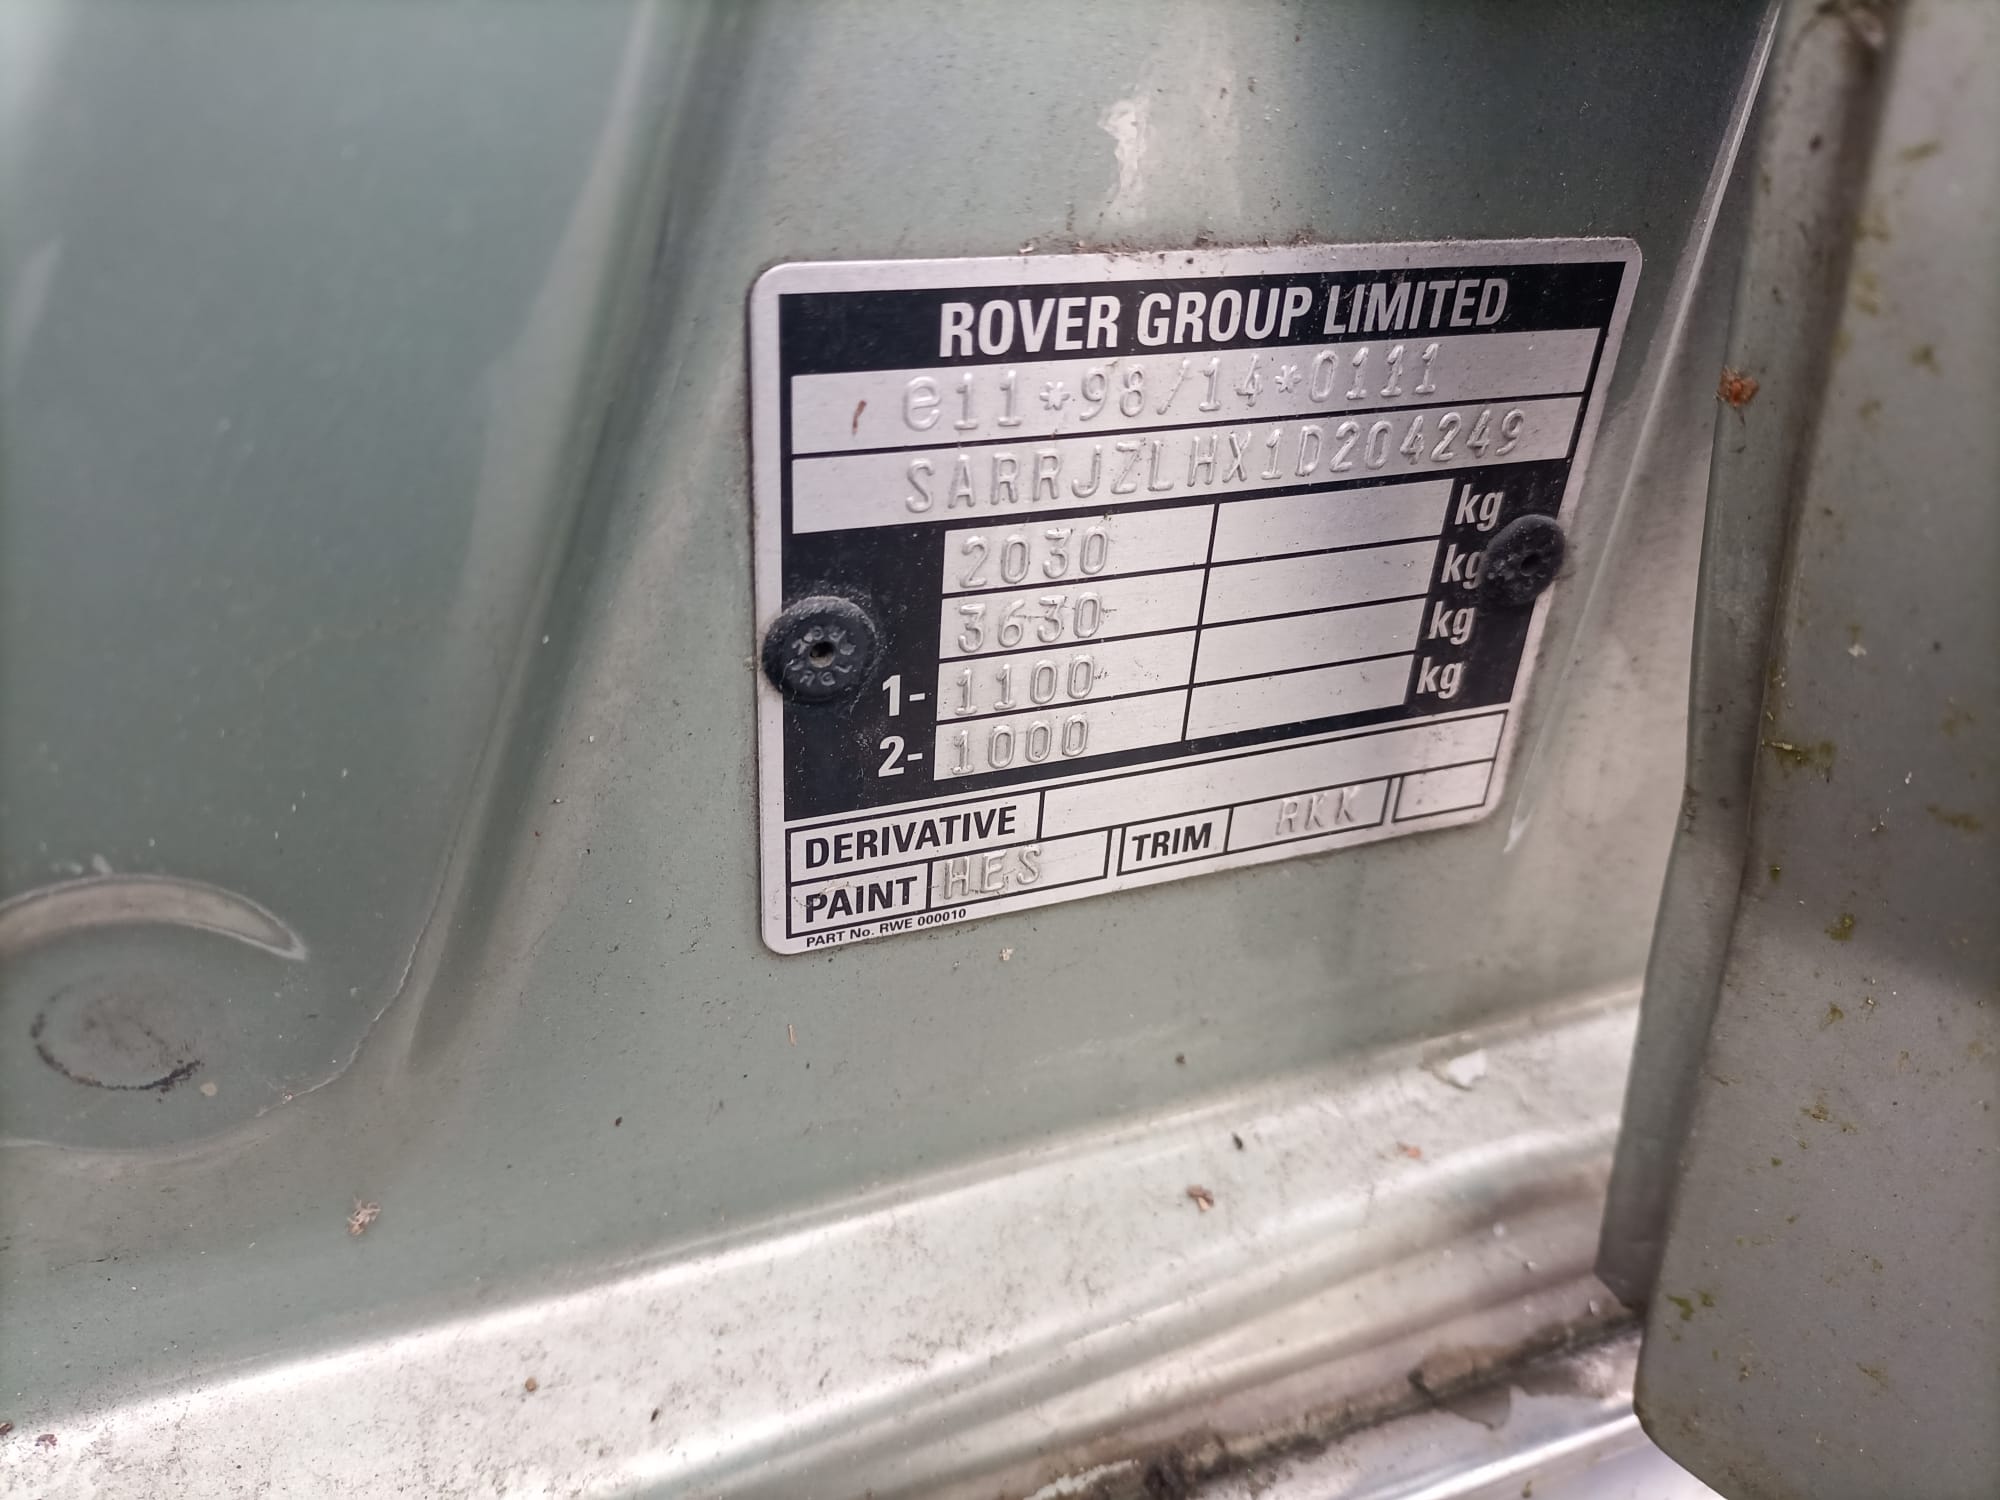 ROVER GROUP LIMITED
e11*98/14*0111
SARRJZLHX1D204249
2030 kg
3630 kg
1- 1100 kg
2- 1000 kg
DERIVATIVE
PAINT HES TRIM RKK
PART No. RWE 000010